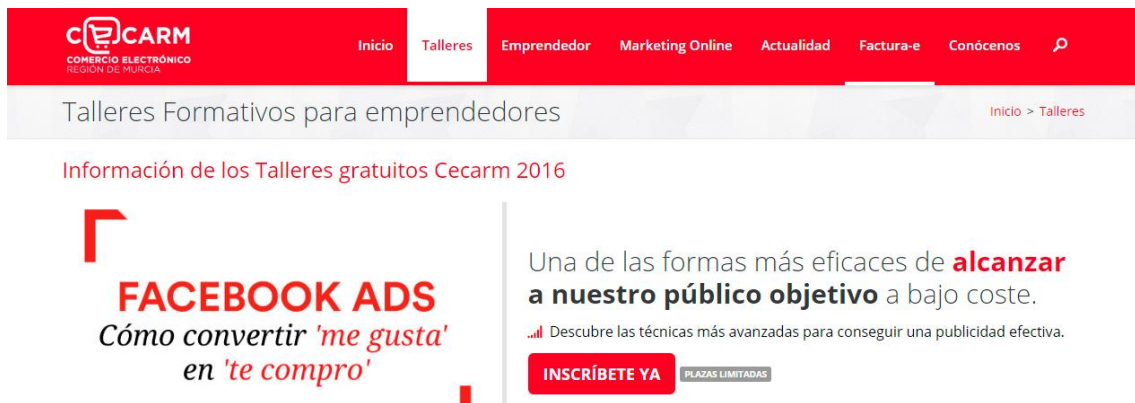 CECARM
COMERCIO ELECTRÓNICO
REGIÓN DE MURCIA
Inicio Talleres Emprendedor Marketing Online Actualidad Factura-e Conócenos
Talleres Formativos para emprendedores
Inicio > Talleres
Información de los Talleres gratuitos Cecarm 2016
FACEBOOK ADS
Cómo convertir 'me gusta'
en 'te compro'
Una de las formas más eficaces de alcanzar
a nuestro público objetivo a bajo coste.
Descubre las técnicas más avanzadas para conseguir una publicidad efectiva.
INSCRÍBETE YA PLAZAS LIMITADAS